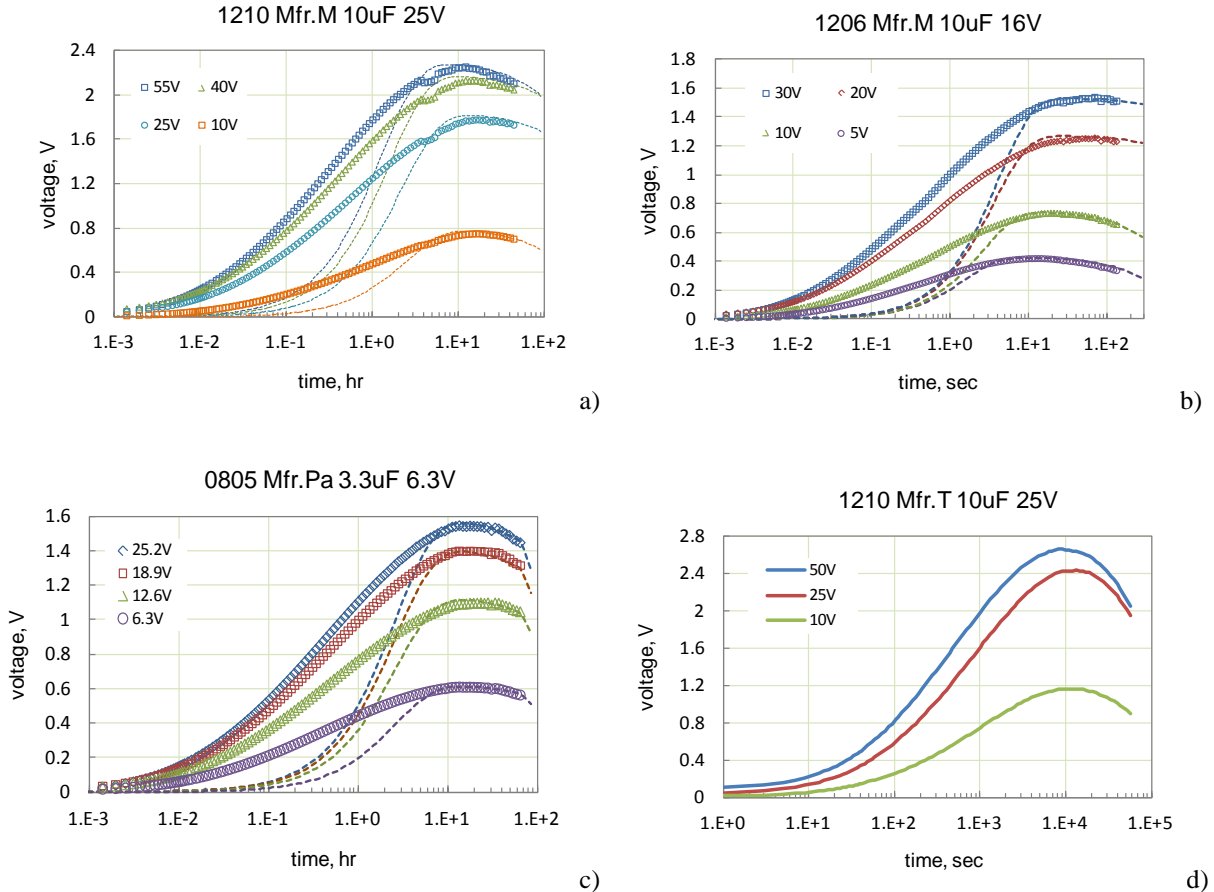 1210 Mfr.M 10uF 25V
2.4
2
1.6
1.2
0.8
0.4
0
voltage, V
55V 40V
25V 10V
1.E-3 1.E-2 1.E-1 1.E+0 1.E+1 1.E+2
time, hr
a)
1206 Mfr.M 10uF 16V
1.8
1.6
1.4
1.2
1
0.8
0.6
0.4
0.2
0
voltage, V
30V 20V
10V 5V
1.E-3 1.E-2 1.E-1 1.E+0 1.E+1 1.E+2
time, sec
b)
0805 Mfr.Pa 3.3uF 6.3V
1.6
1.4
1.2
1
0.8
0.6
0.4
0.2
0
voltage, V
25.2V
18.9V
12.6V
6.3V
1.E-3 1.E-2 1.E-1 1.E+0 1.E+1 1.E+2
time, hr
c)
1210 Mfr.T 10uF 25V
2.8
2.4
2
1.6
1.2
0.8
0.4
0
voltage, V
50V
25V
10V
1.E+0 1.E+1 1.E+2 1.E+3 1.E+4 1.E+5
time, sec
d)